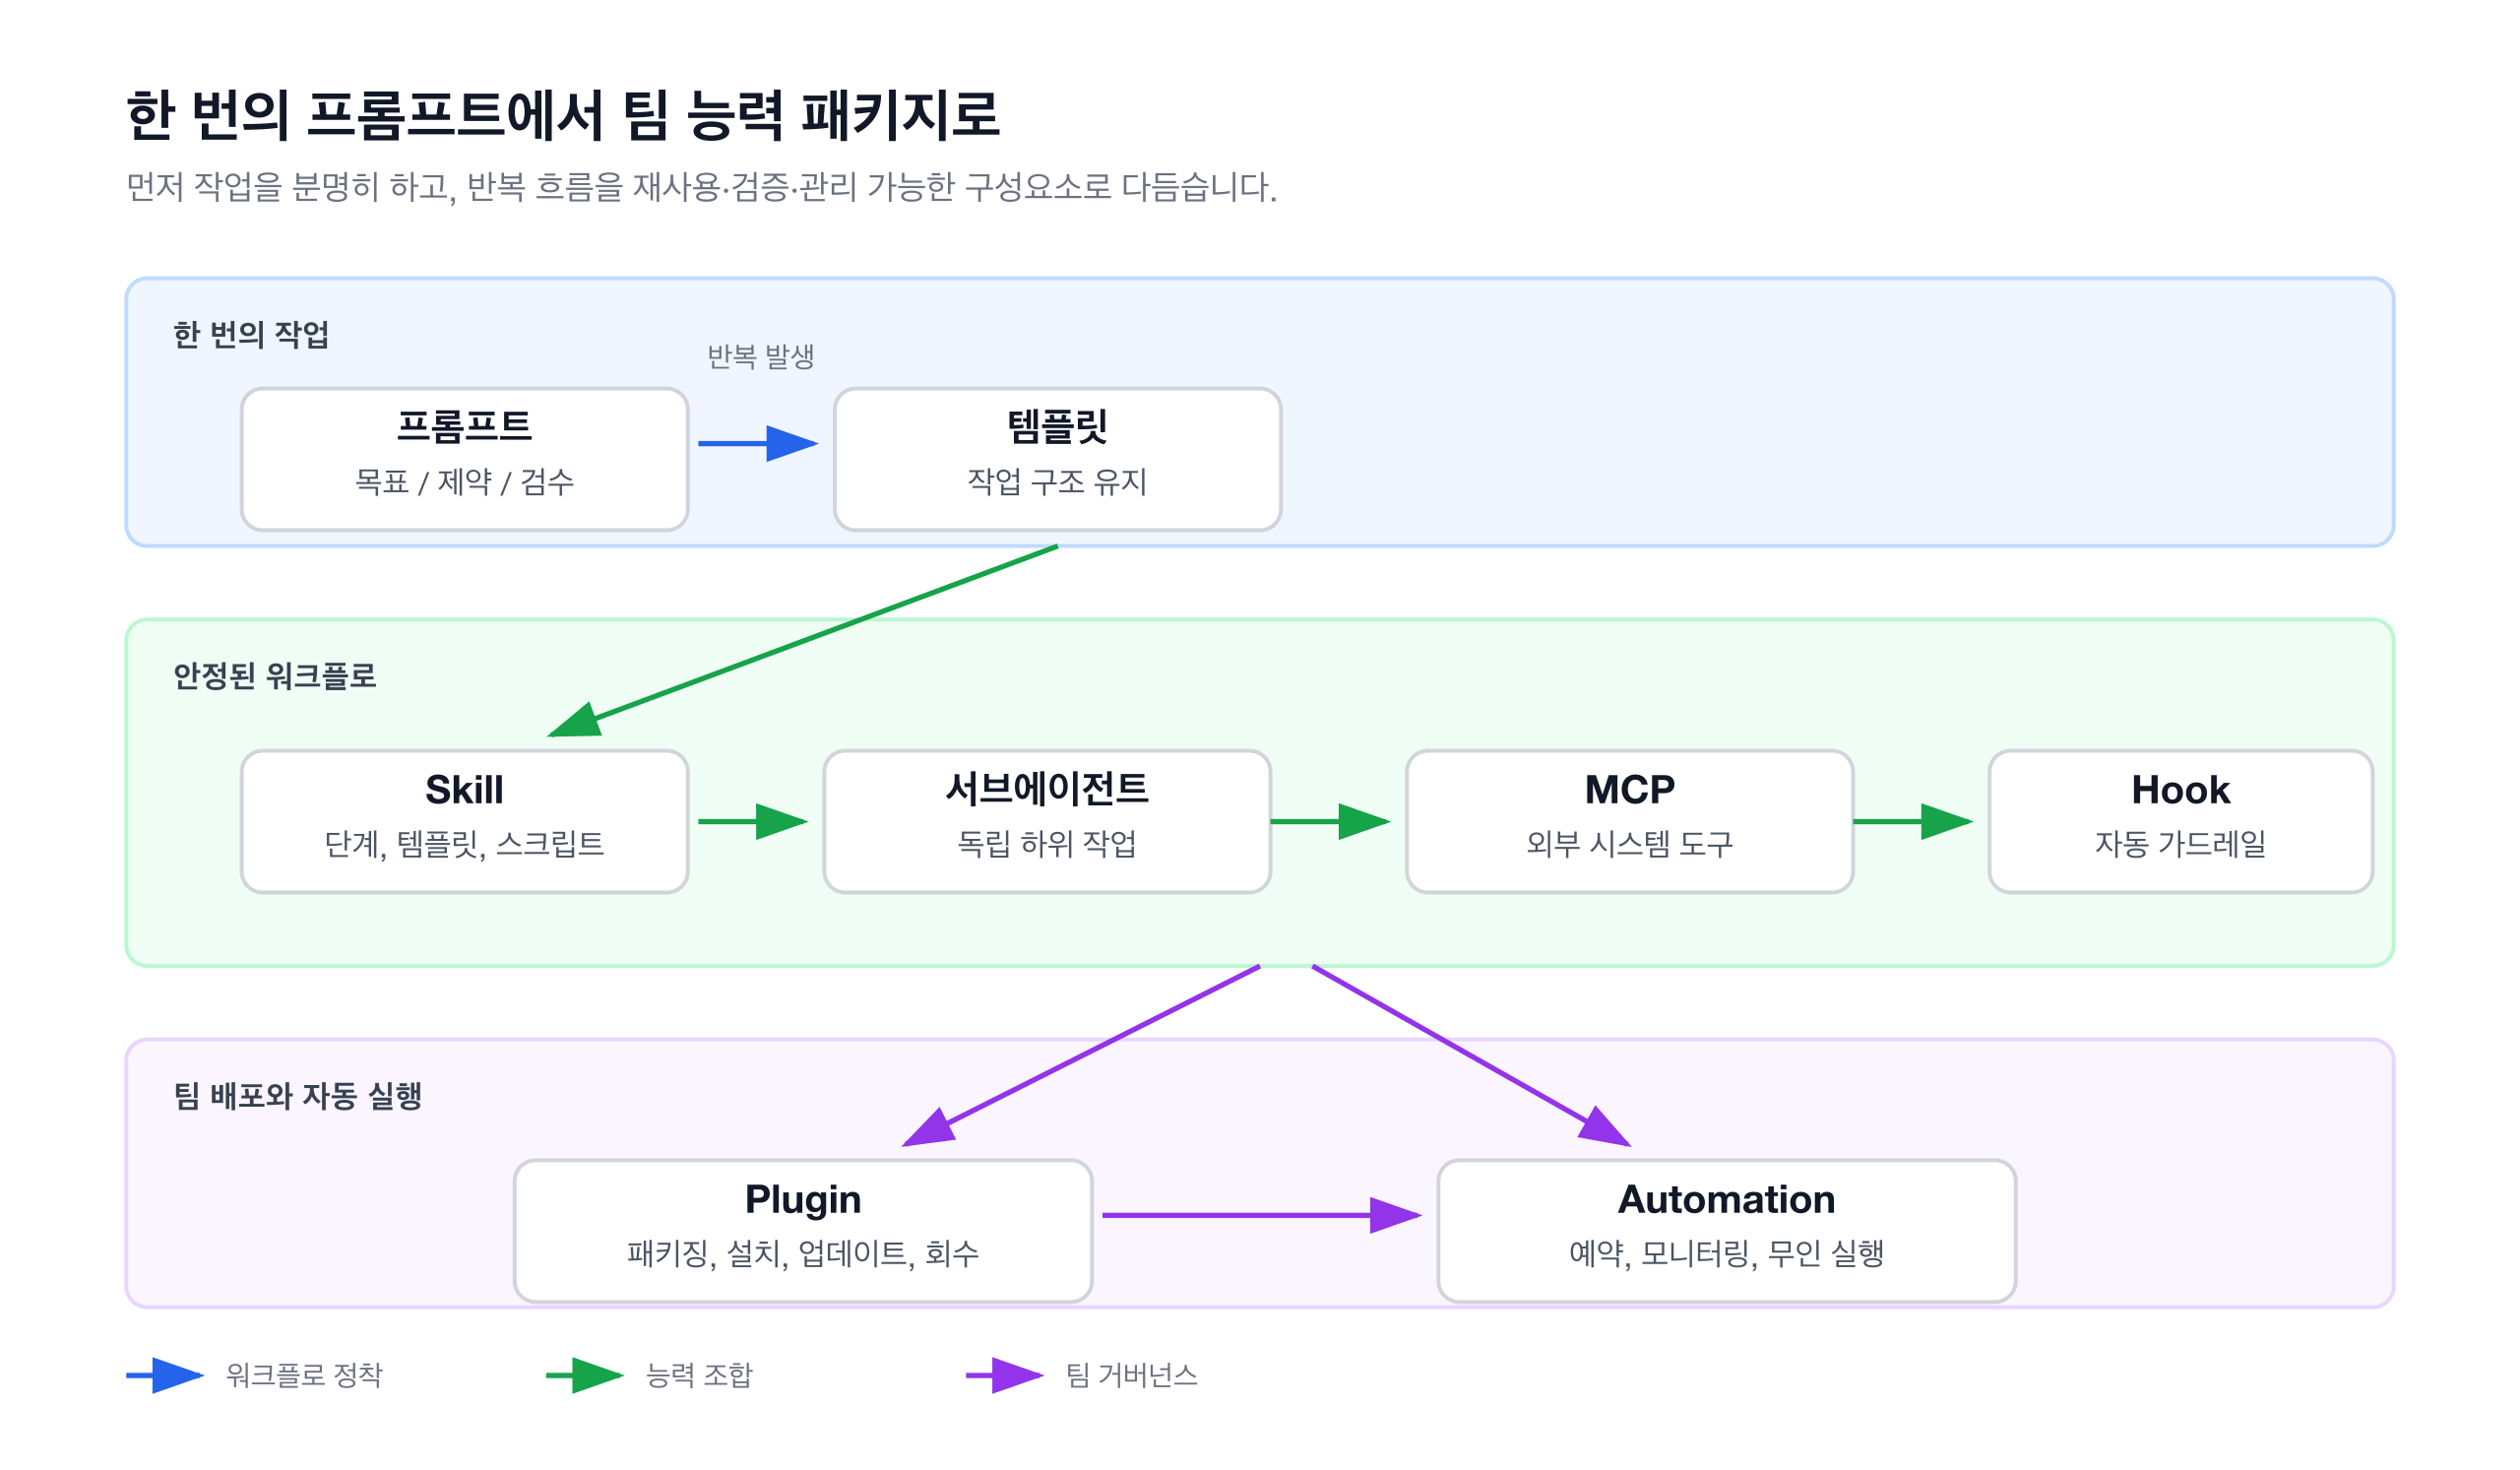 한 번의 프롬프트에서 팀 능력 패키지로
먼저 작업을 분명히 하고, 반복 흐름을 재사용·검증·관리 가능한 구성요소로 다듬습니다.
한 번의 작업
반복 발생
프롬프트
목표 / 제약 / 검수
템플릿
작업 구조 유지
안정된 워크플로
Skill
단계, 템플릿, 스크립트
서브에이전트
독립 하위 작업
MCP
외부 시스템 도구
Hook
자동 가드레일
팀 배포와 자동 실행
Plugin
패키징, 설치, 업데이트, 회수
Automation
예약, 모니터링, 무인 실행
워크플로 정착
능력 조합
팀 거버넌스